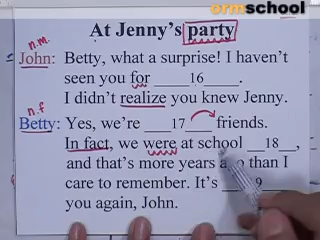 ormschool
At Jenny's party
n.m.
John: Betty, what a surprise! I haven't
seen you for ___16___.
I didn't realize you knew Jenny.
n.f
Betty: Yes, we're ___17___ friends.
In fact, we were at school __18__,
and that's more years than I
care to remember. It's 9
you again, John.